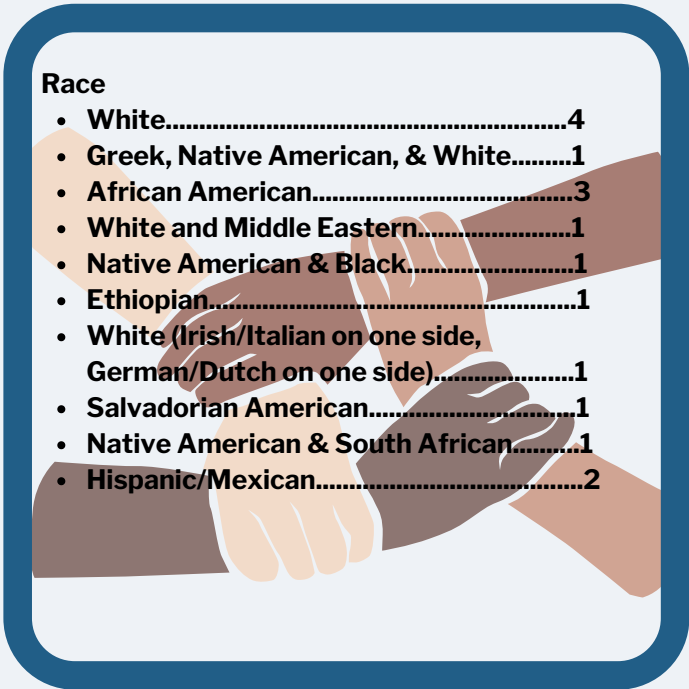 Race
• White..............................................................4
• Greek, Native American, & White.........1
• African American........................................3
• White and Middle Eastern.......................1
• Native American & Black.........................1
• Ethiopian.........................................................1
• White (Irish/Italian on one side,
German/Dutch on one side).....................1
• Salvadorian American...............................1
• Native American & South African..........1
• Hispanic/Mexican.........................................2